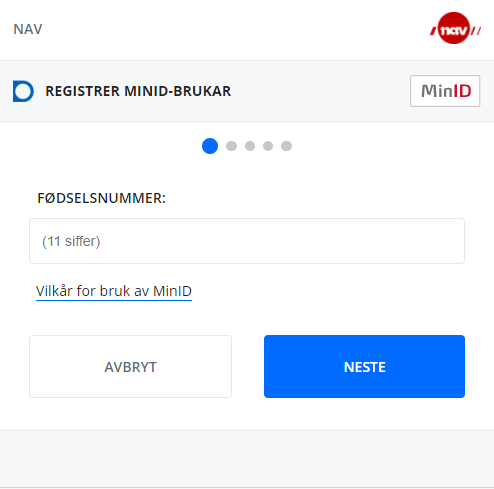 NAV
nav
REGISTRER MINID-BRUKAR
MinID
FØDSELSNUMMER:
(11 siffer)
Vilkår for bruk av MinID
AVBRYT
NESTE